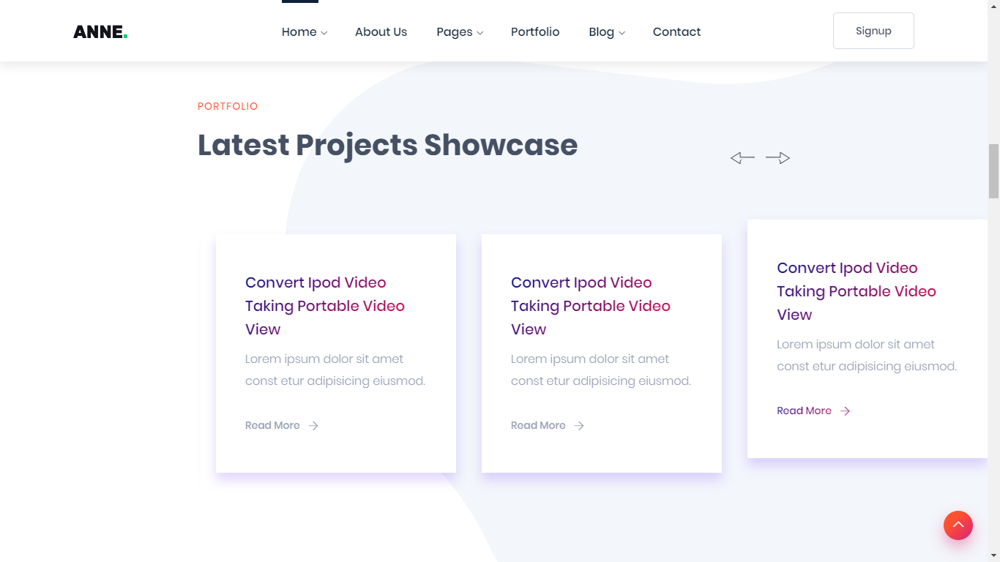 ANNE.
Home
About Us
Pages
Portfolio
Blog
Contact
Signup
PORTFOLIO
Latest Projects Showcase
Convert Ipod Video
Taking Portable Video
View
Lorem ipsum dolor sit amet
const etur adipisicing eiusmod.
Read More
Convert Ipod Video
Taking Portable Video
View
Lorem ipsum dolor sit amet
const etur adipisicing eiusmod.
Read More
Convert Ipod Video
Taking Portable Video
View
Lorem ipsum dolor sit amet
const etur adipisicing eiusmod.
Read More